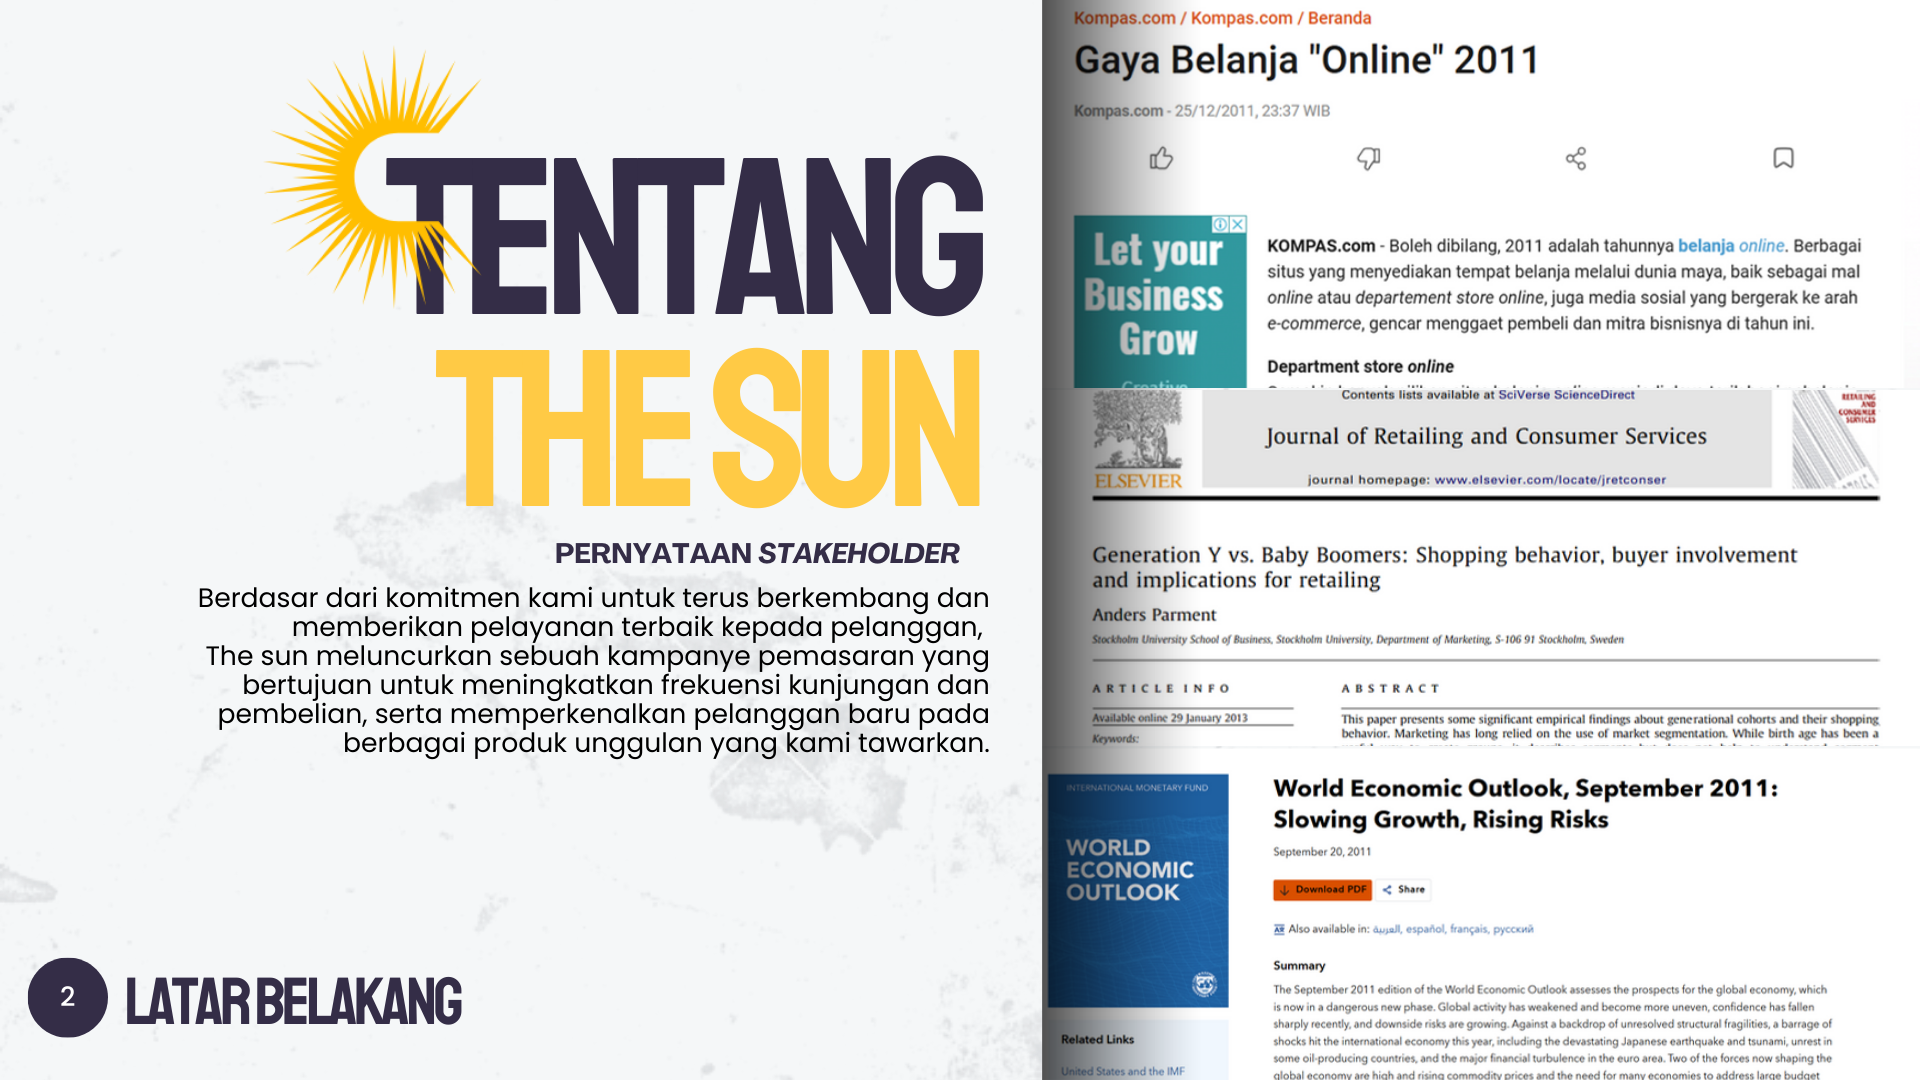 TENTANG
THE SUN
PERNYATAAN STAKEHOLDER
Berdasar dari komitmen kami untuk terus berkembang dan
memberikan pelayanan terbaik kepada pelanggan,
The sun meluncurkan sebuah kampanye pemasaran yang
bertujuan untuk meningkatkan frekuensi kunjungan dan
pembelian, serta memperkenalkan pelanggan baru pada
berbagai produk unggulan yang kami tawarkan.
2
LATAR BELAKANG
Kompas.com / Kompas.com / Beranda
Gaya Belanja "Online" 2011
Kompas.com - 25/12/2011, 23:37 WIB
Let your
Business
Grow
Creative
KOMPAS.com - Boleh dibilang, 2011 adalah tahunnya belanja online. Berbagai
situs yang menyediakan tempat belanja melalui dunia maya, baik sebagai mal
online atau departement store online, juga media sosial yang bergerak ke arah
e-commerce, gencar menggaet pembeli dan mitra bisnisnya di tahun ini.
Department store online
Contents lists available at SciVerse ScienceDirect
Journal of Retailing and Consumer Services
journal homepage: www.elsevier.com/locate/jretconser
ELSEVIER
RETAILING
AND
CONSUMER
SERVICES
Generation Y vs. Baby Boomers: Shopping behavior, buyer involvement
and implications for retailing
Anders Parment
Stockholm University School of Business, Stockholm University, Department of Marketing, S-106 91 Stockholm, Sweden
ARTICLE INFO
Available online 29 January 2013
Keywords:
ABSTRACT
This paper presents some significant empirical findings about generational cohorts and their shopping
behavior. Marketing has long relied on the use of market segmentation. While birth age has been a
INTERNATIONAL MONETARY FUND
WORLD
ECONOMIC
OUTLOOK
Related Links
United States and the IMF
World Economic Outlook, September 2011:
Slowing Growth, Rising Risks
September 20, 2011
Download PDF
Share
Also available in: العربية, español, français, русский
Summary
The September 2011 edition of the World Economic Outlook assesses the prospects for the global economy, which
is now in a dangerous new phase. Global activity has weakened and become more uneven, confidence has fallen
sharply recently, and downside risks are growing. Against a backdrop of unresolved structural fragilities, a barrage of
shocks hit the international economy this year, including the devastating Japanese earthquake and tsunami, unrest in
some oil-producing countries, and the major financial turbulence in the euro area. Two of the forces now shaping the
global economy are high and rising commodity prices and the need for many economies to address large budget